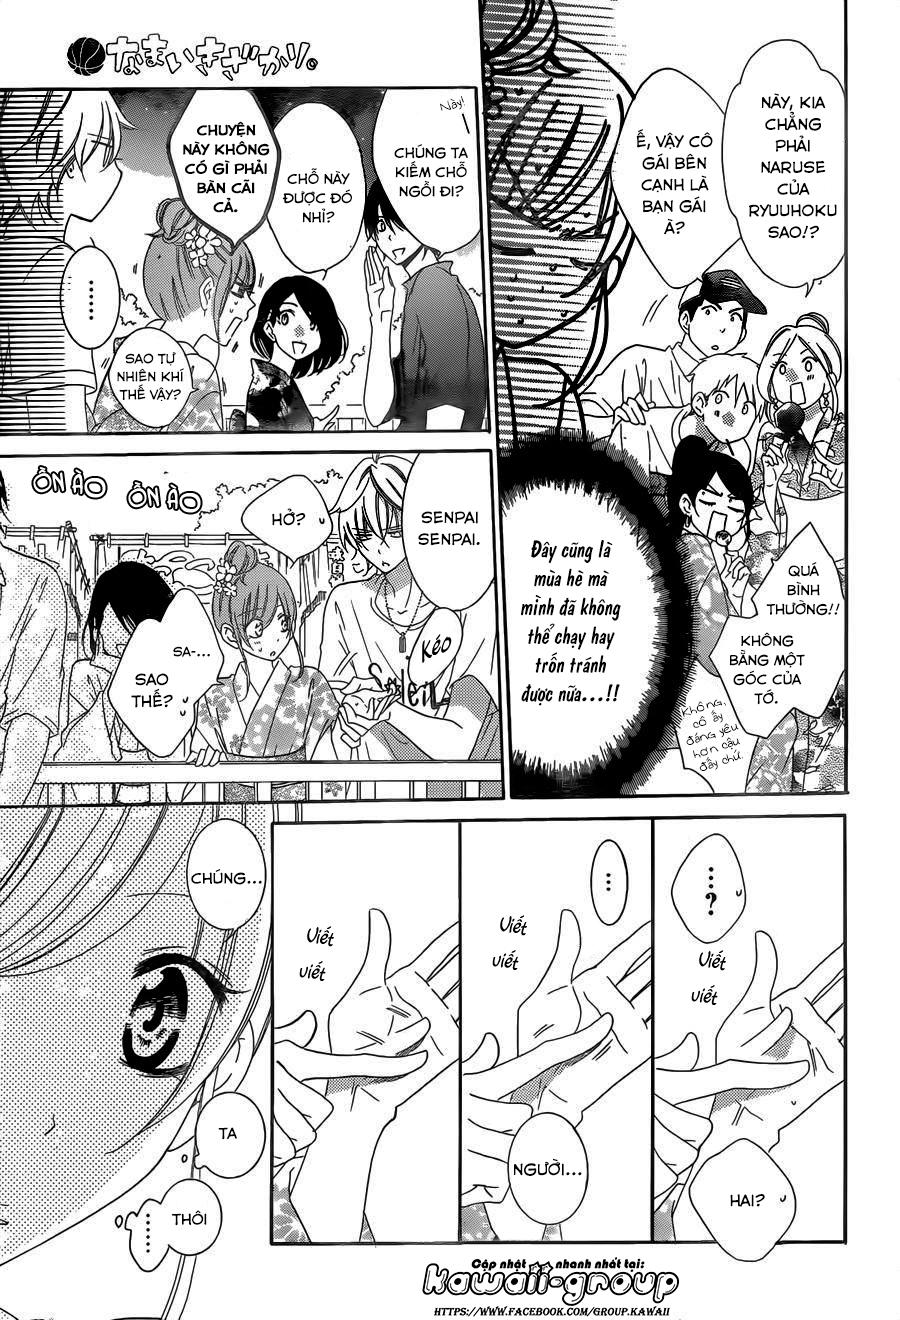 なまいきざかり。
NÀY, KIA
CHẲNG
PHẢI
NARUSE
CỦA
RYUUHOKU
SAO!?
Ế, VẬY CÔ
GÁI BÊN
CẠNH LÀ
BẠN GÁI
À?
QUÁ
BÌNH
THƯỜNG!!
KHÔNG
BẰNG MỘT
GÓC CỦA
TỚ.
Không,
cô ấy
đáng yêu
hơn cậu
đấy chứ.
Đây cũng là
mùa hè mà
mình đã không
thể chạy hay
trốn tránh
được nữa...!!
Này!
CHÚNG TA
KIẾM CHỖ
NGỒI ĐI?
CHỖ NÀY
ĐƯỢC ĐÓ
NHỈ?
CHUYỆN
NÀY KHÔNG
CÓ GÌ PHẢI
BÀN CÃI
CẢ.
......
SAO TỰ
NHIÊN KHÍ
THẾ VẬY?
SENPAI
SENPAI.
Kéo
HỞ?
ỒN ÀO
ỒN ÀO
SA-...
SAO
THẾ?
...?
Viết
viết
HAI?
...
Viết
viết
NGƯỜI...
Viết
viết
CHÚNG...
TA
THÔI
......
Cập nhật nhanh nhất tại:
kawaii-group
HTTPS://WWW.FACEBOOK.COM/GROUP.KAWAII